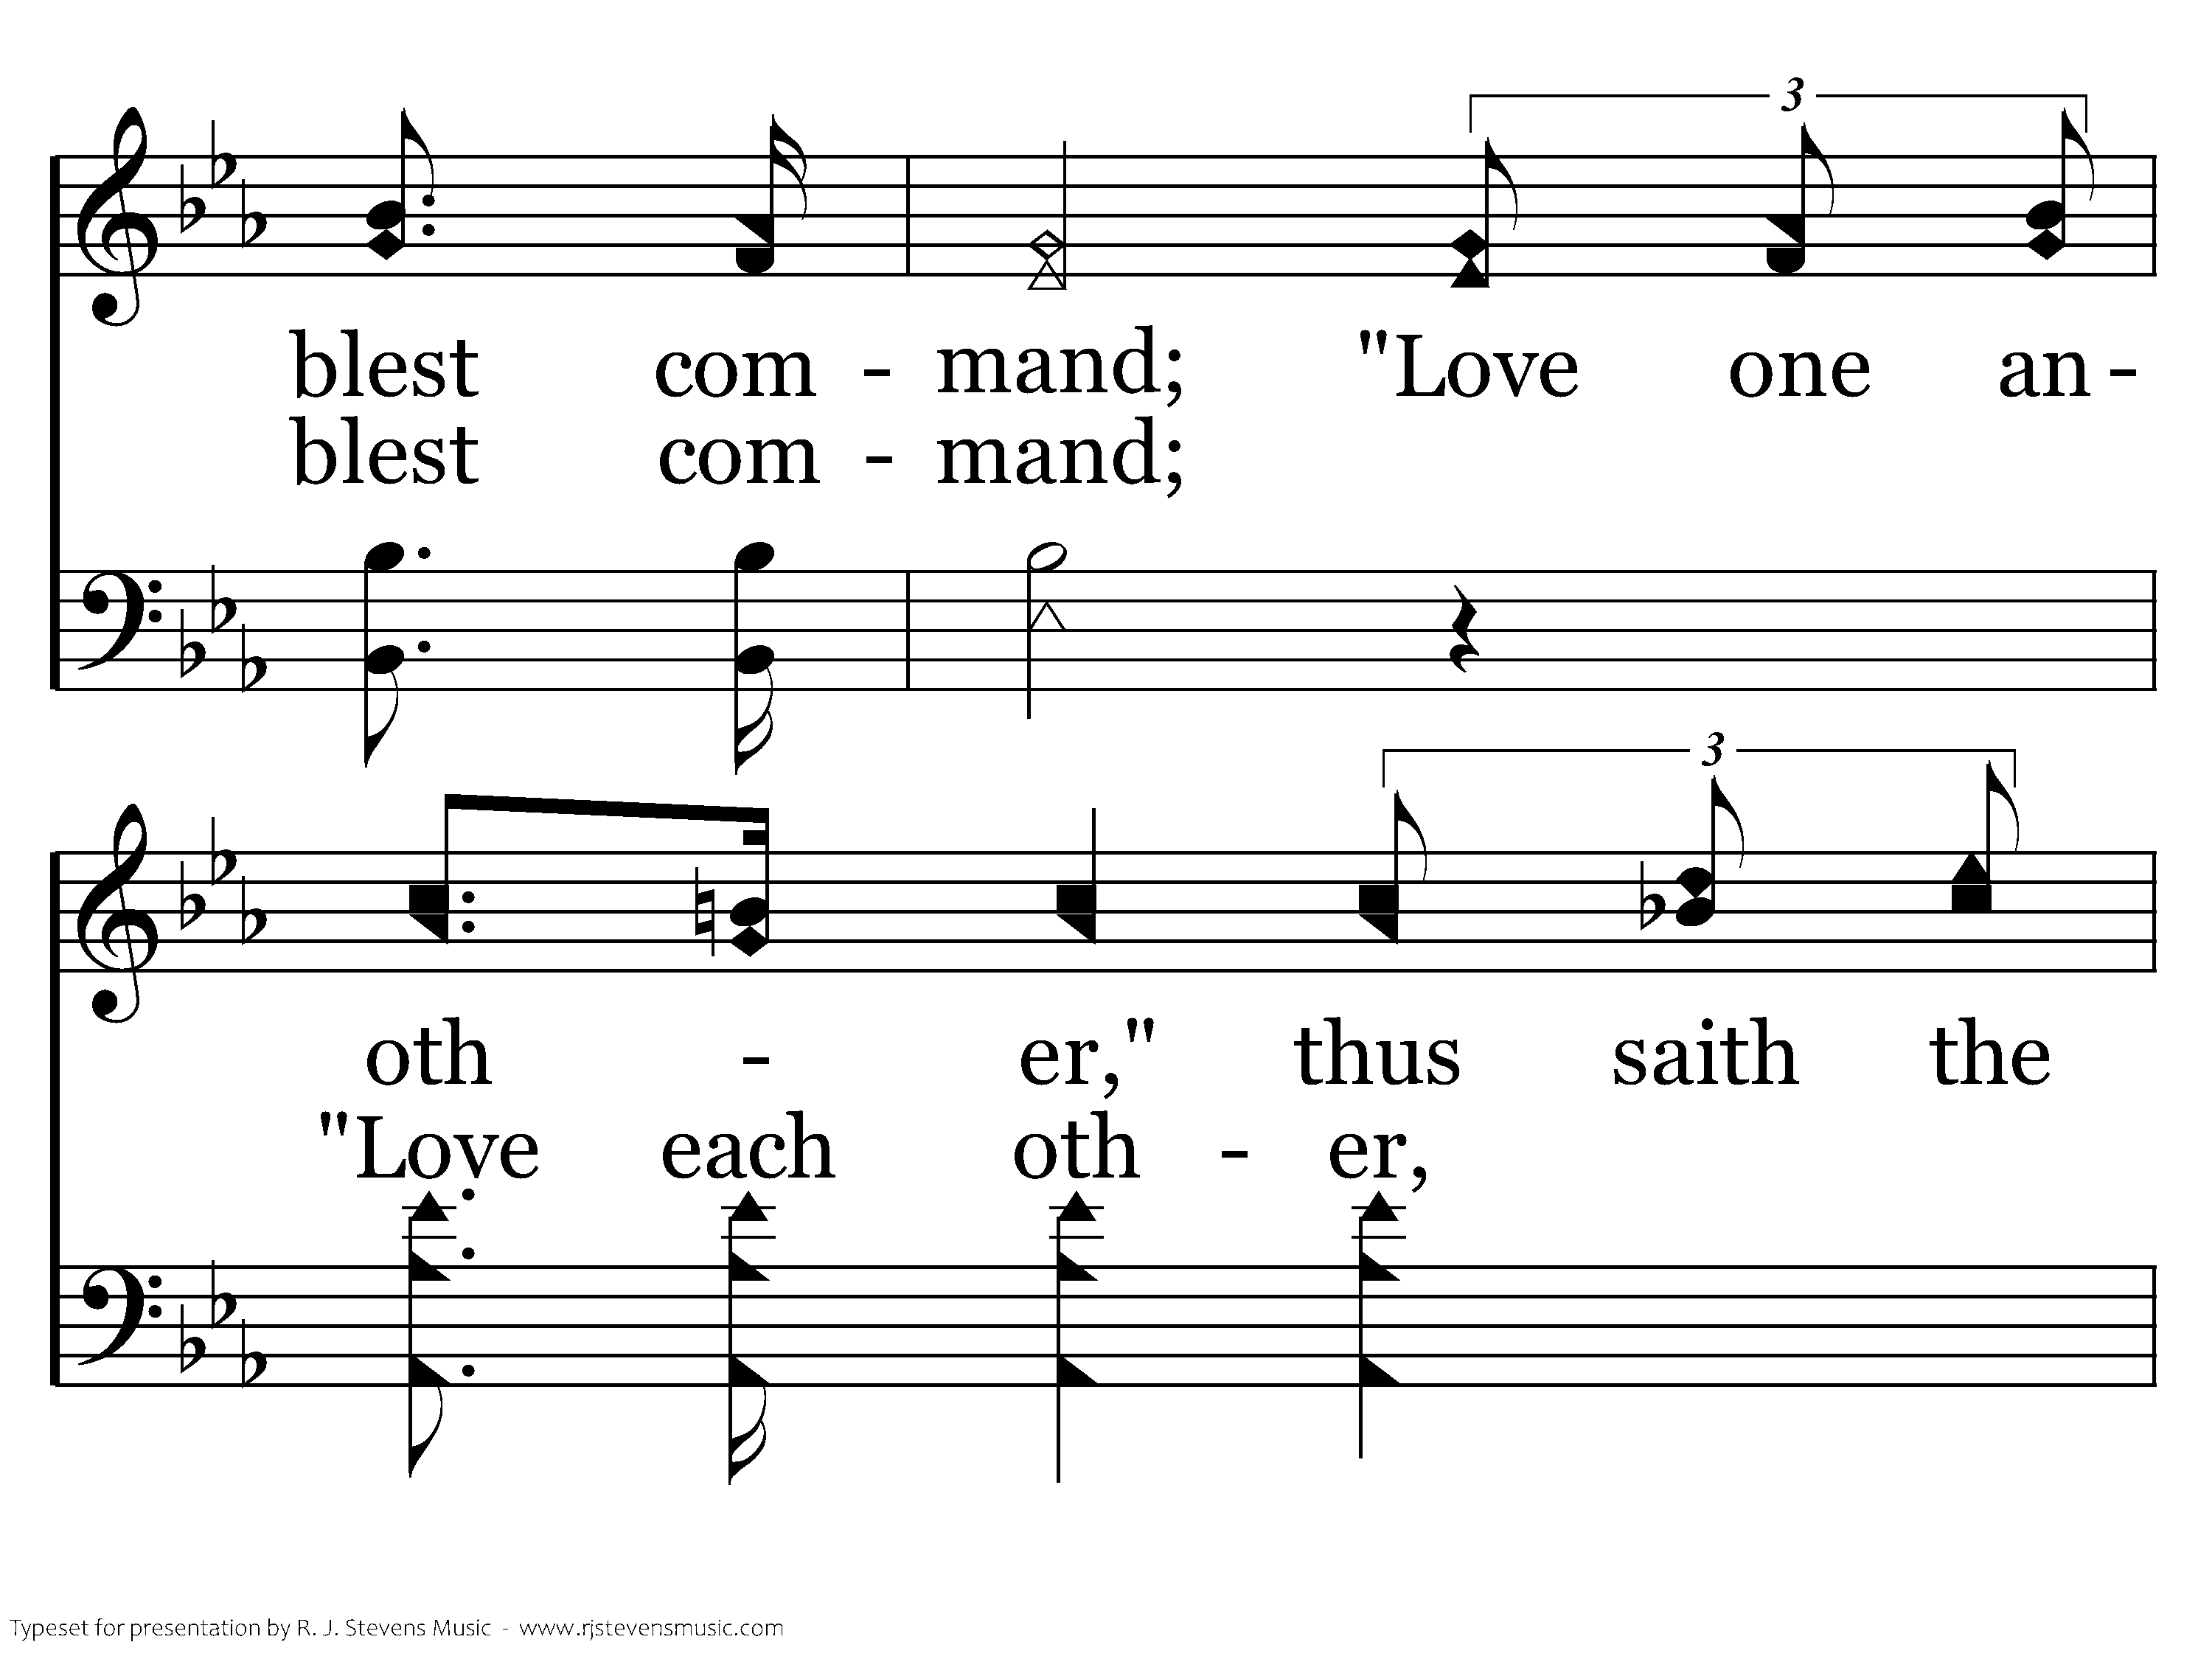 3
blest com - mand; "Love one an -
blest com - mand;
3
oth - er," thus saith the
"Love each oth - er,
Typeset for presentation by R. J. Stevens Music - www.rjstevensmusic.com